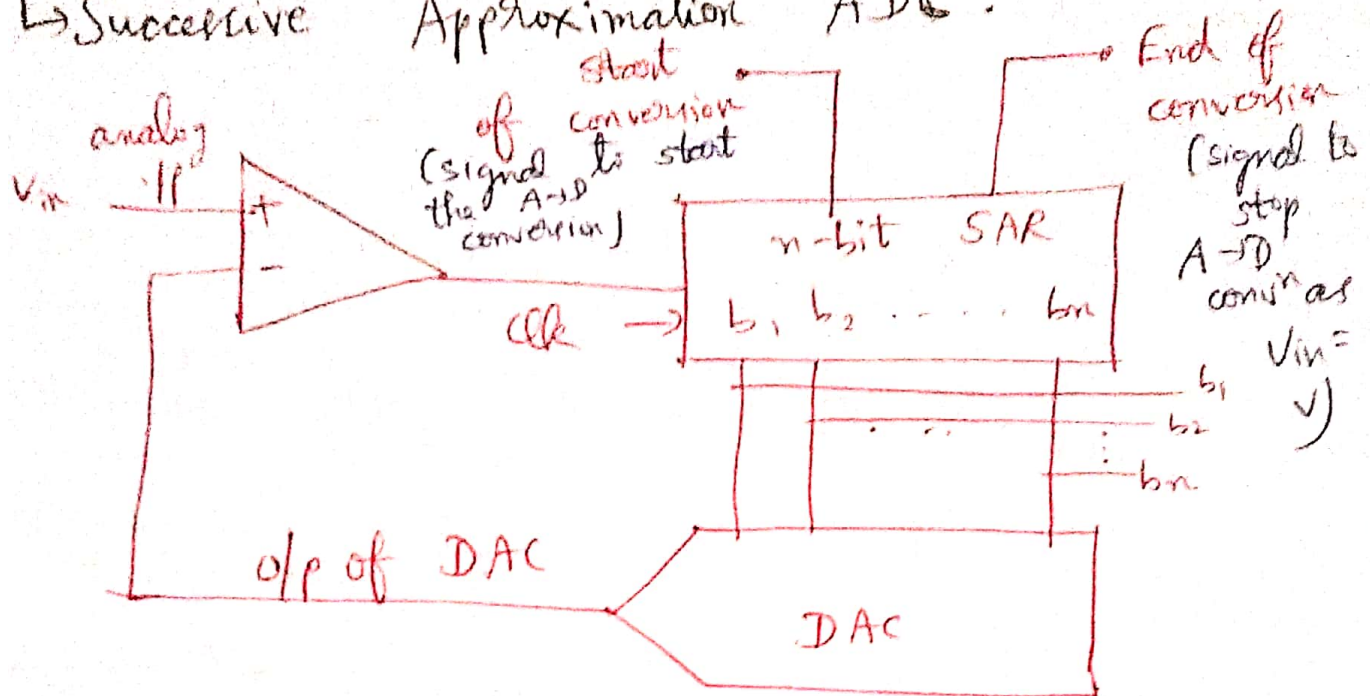 ↳ Successive Approximation ADC.
start
of conversion
(signal to start
the A→D
conversion)
End of
conversion
(signal to
stop
A→D
convⁿ as
Vin =
V)
analog
i/p
Vin
+
-
n-bit SAR
Clk →
b1 b2 . . . . . bn
b1
b2
bn
o/p of DAC
DAC